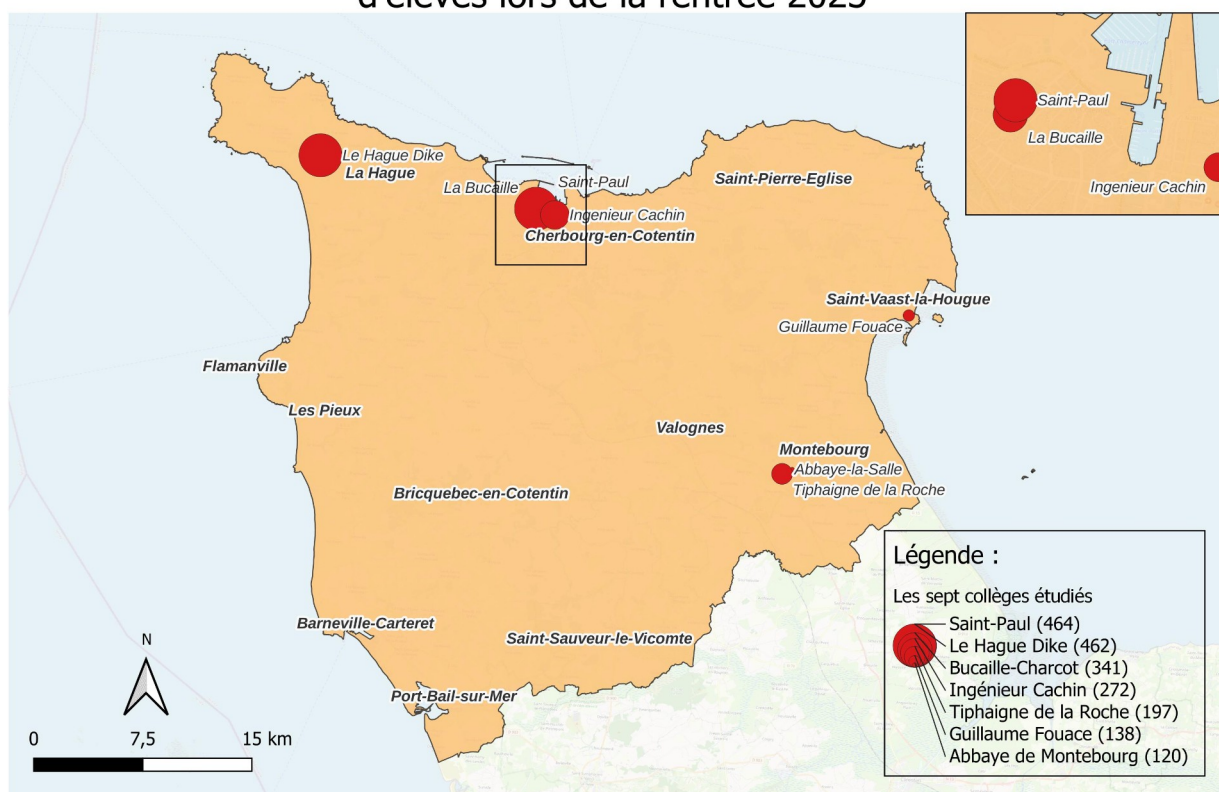 d'élèves lors de la rentrée 2023
Saint-Paul
La Bucaille
Ingenieur Cachin
Le Hague Dike
La Hague
La Bucaille
Saint-Paul
Ingenieur Cachin
Cherbourg-en-Cotentin
Saint-Pierre-Eglise
Saint-Vaast-la-Hougue
Guillaume Fouace
Flamanville
Les Pieux
Valognes
Montebourg
Abbaye-la-Salle
Tiphaigne de la Roche
Bricquebec-en-Cotentin
Barneville-Carteret
Saint-Sauveur-le-Vicomte
Port-Bail-sur-Mer
N
0 7,5 15 km
Légende :
Les sept collèges étudiés
Saint-Paul (464)
Le Hague Dike (462)
Bucaille-Charcot (341)
Ingénieur Cachin (272)
Tiphaigne de la Roche (197)
Guillaume Fouace (138)
Abbaye de Montebourg (120)